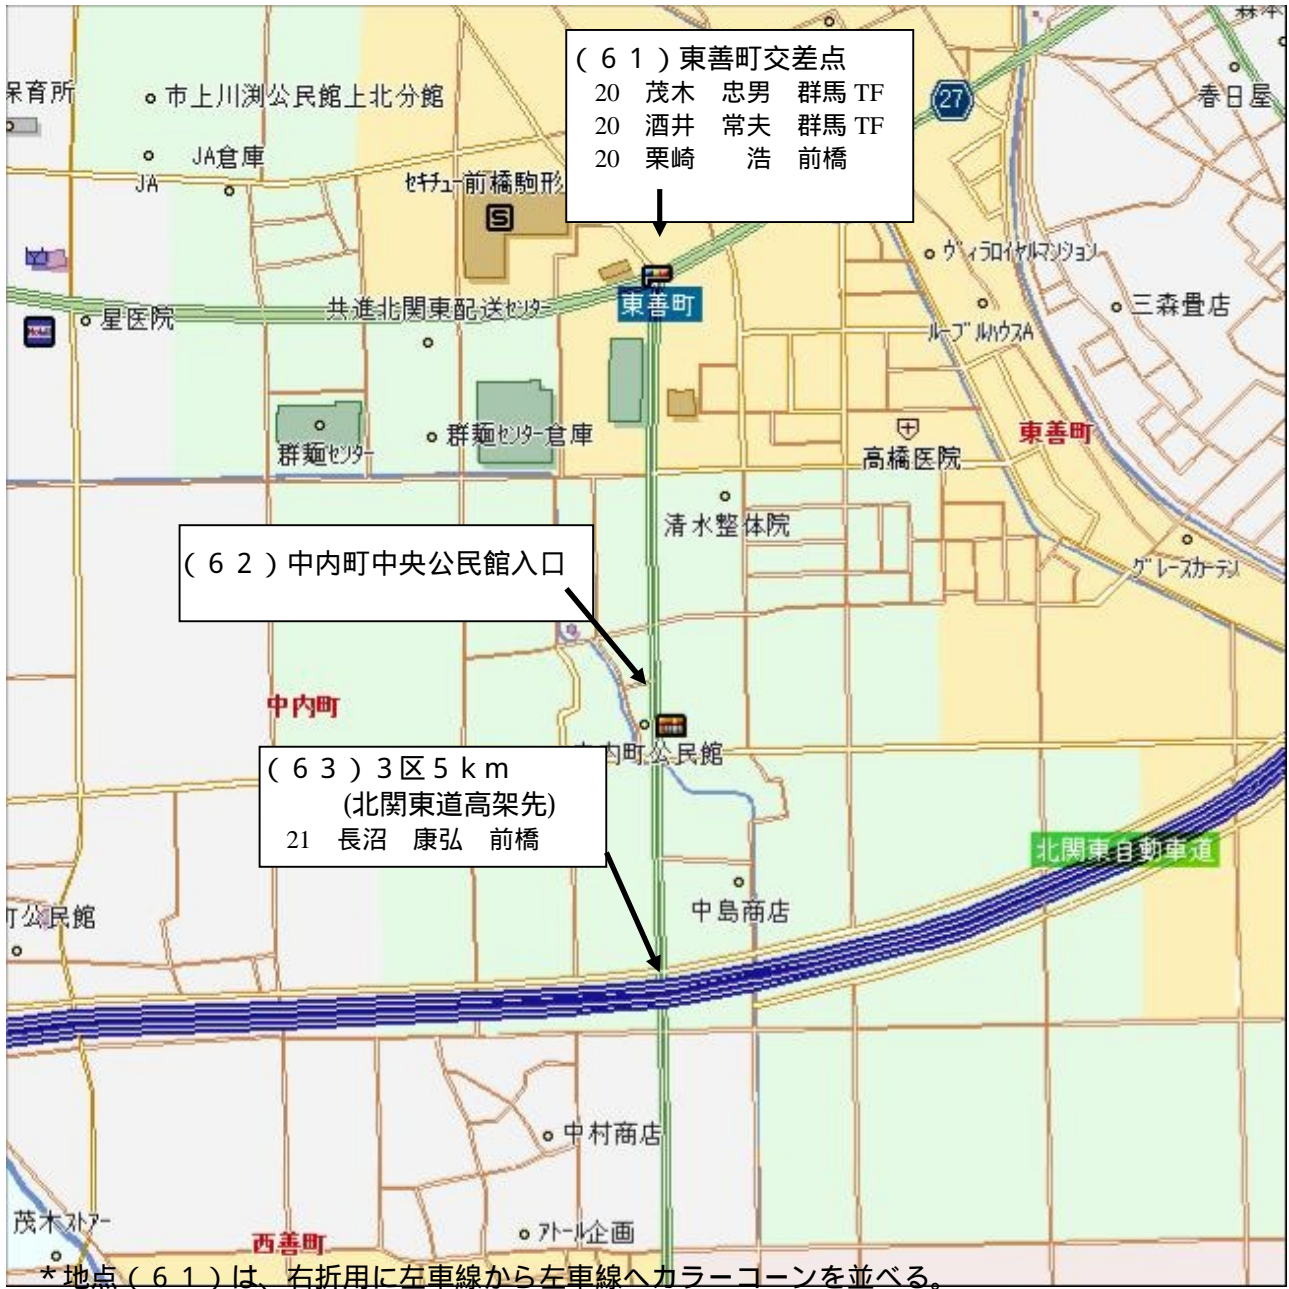 (61)東善町交差点
20 茂木 忠男 群馬TF
20 酒井 常夫 群馬TF
20 栗崎 浩 前橋
27
春日屋
保育所
市上川渕公民館上北分館
JA倉庫
JA
セキチュー前橋駒形
S
ヴィラロイヤルマンション
東善町
共進北関東配送センター
星医院
三森畳店
ルーブルハウスA
群麺センター
群麺センター倉庫
高橋医院
東善町
清水整体院
(62)中内町中央公民館入口
グレースカーテン
中内町
中内町公民館
(63)3区5km
(北関東道高架先)
21 長沼 康弘 前橋
北関東自動車道
中島商店
町公民館
中村商店
茂木ストアー
西善町
アトール企画
*地点(61)は、右折用に左車線から左車線へカラーコーンを並べる。